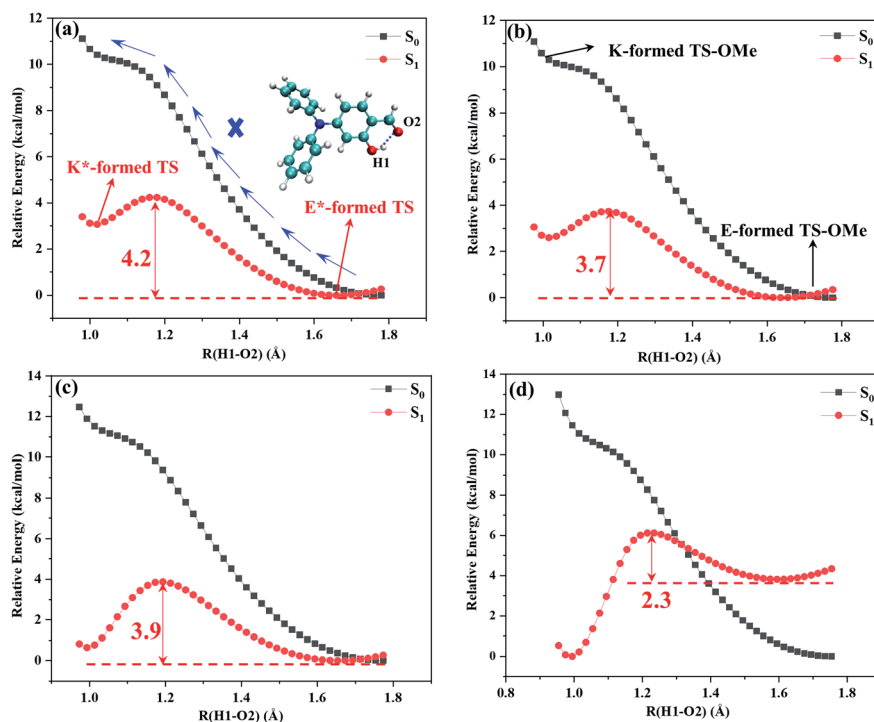 (a)
S0
S1
K*-formed TS
E*-formed TS
O2
H1
4.2
Relative Energy (kcal/mol)
0
2
4
6
8
10
12
1.0
1.2
1.4
1.6
1.8
R(H1-O2) (Å)
(b)
S0
S1
K-formed TS-OMe
E-formed TS-OMe
3.7
Relative Energy (kcal/mol)
0
2
4
6
8
10
12
1.0
1.2
1.4
1.6
1.8
R(H1-O2) (Å)
(c)
S0
S1
3.9
Relative Energy (kcal/mol)
0
2
4
6
8
10
12
14
1.0
1.2
1.4
1.6
1.8
R(H1-O2) (Å)
(d)
S0
S1
2.3
Relative Energy (kcal/mol)
0
2
4
6
8
10
12
14
0.8
1.0
1.2
1.4
1.6
1.8
R(H1-O2) (Å)